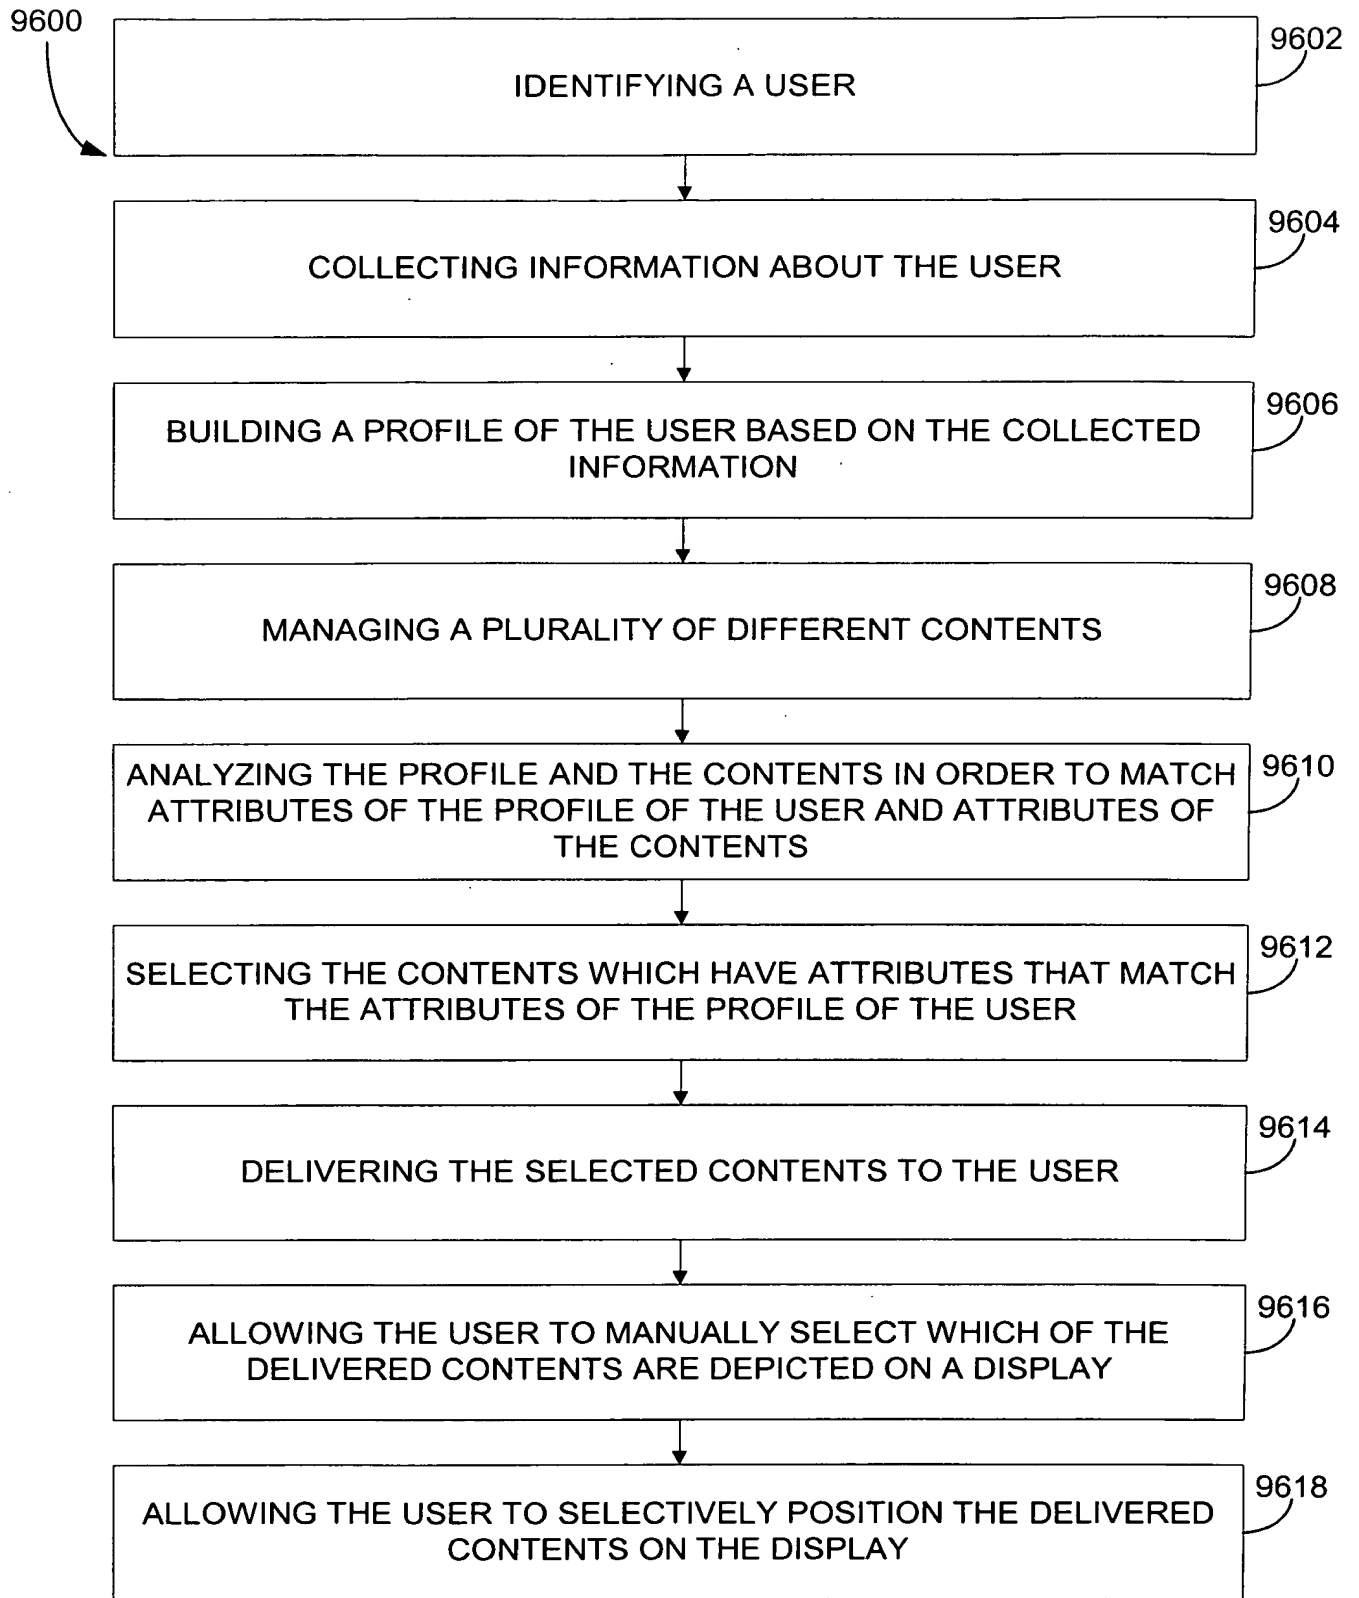 9600
9602
IDENTIFYING A USER
9604
COLLECTING INFORMATION ABOUT THE USER
9606
BUILDING A PROFILE OF THE USER BASED ON THE COLLECTED
INFORMATION
9608
MANAGING A PLURALITY OF DIFFERENT CONTENTS
9610
ANALYZING THE PROFILE AND THE CONTENTS IN ORDER TO MATCH
ATTRIBUTES OF THE PROFILE OF THE USER AND ATTRIBUTES OF
THE CONTENTS
9612
SELECTING THE CONTENTS WHICH HAVE ATTRIBUTES THAT MATCH
THE ATTRIBUTES OF THE PROFILE OF THE USER
9614
DELIVERING THE SELECTED CONTENTS TO THE USER
9616
ALLOWING THE USER TO MANUALLY SELECT WHICH OF THE
DELIVERED CONTENTS ARE DEPICTED ON A DISPLAY
9618
ALLOWING THE USER TO SELECTIVELY POSITION THE DELIVERED
CONTENTS ON THE DISPLAY